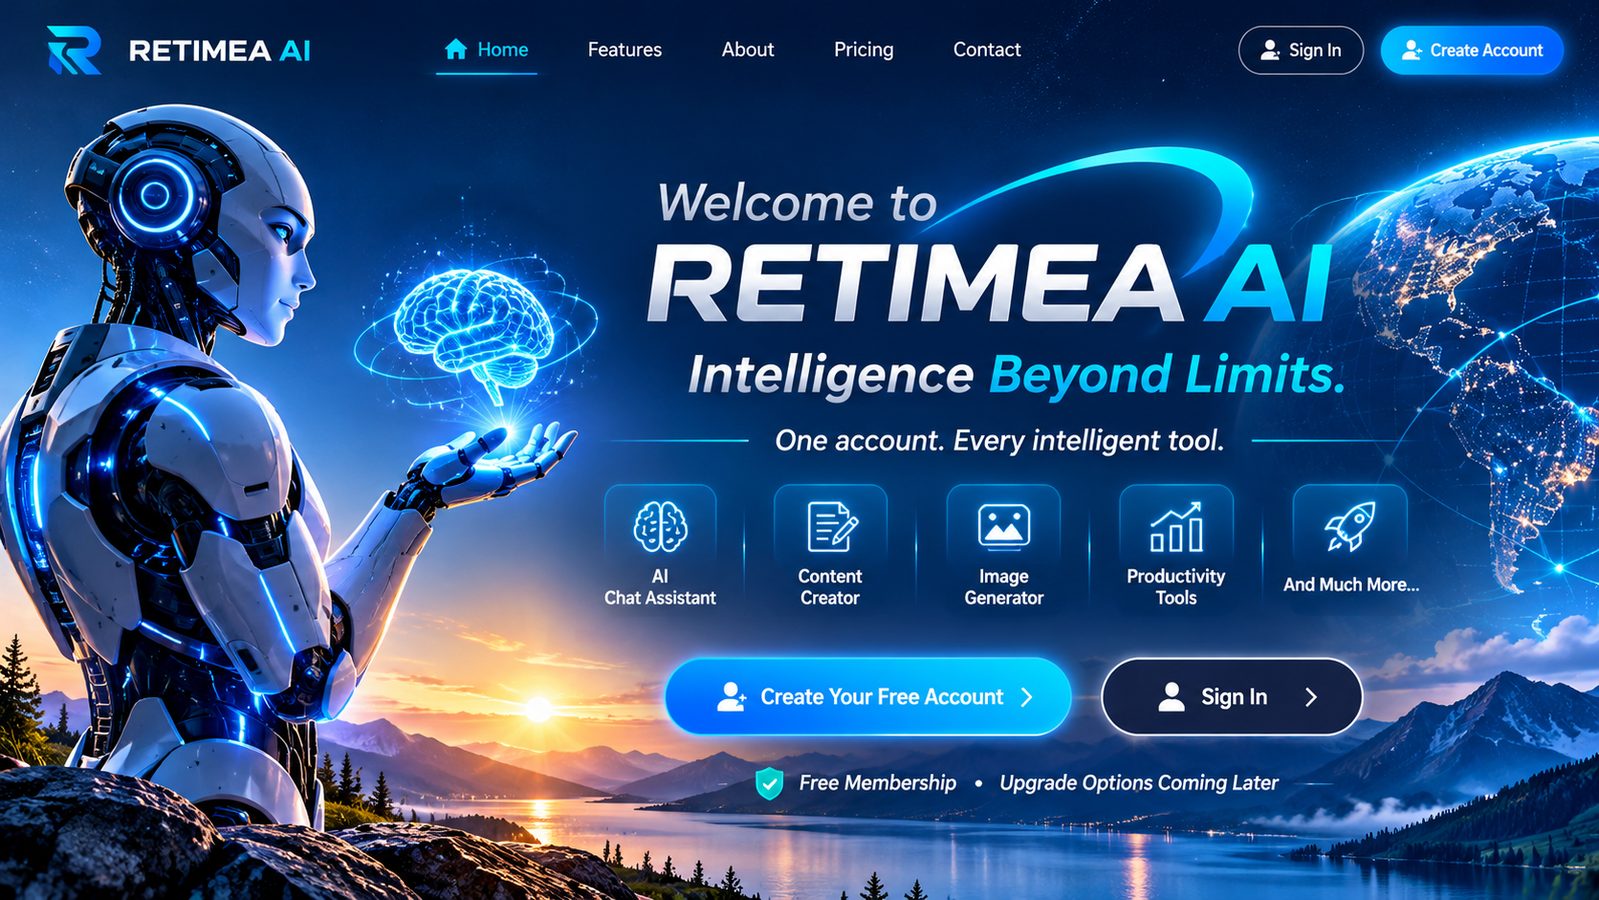 RETIMEA AI
Home
Features
About
Pricing
Contact
Sign In
Create Account
Welcome to
RETIMEA AI
Intelligence Beyond Limits.
One account. Every intelligent tool.
AI
Chat Assistant
Content
Creator
Image
Generator
Productivity
Tools
And Much More...
Create Your Free Account
Sign In
Free Membership • Upgrade Options Coming Later